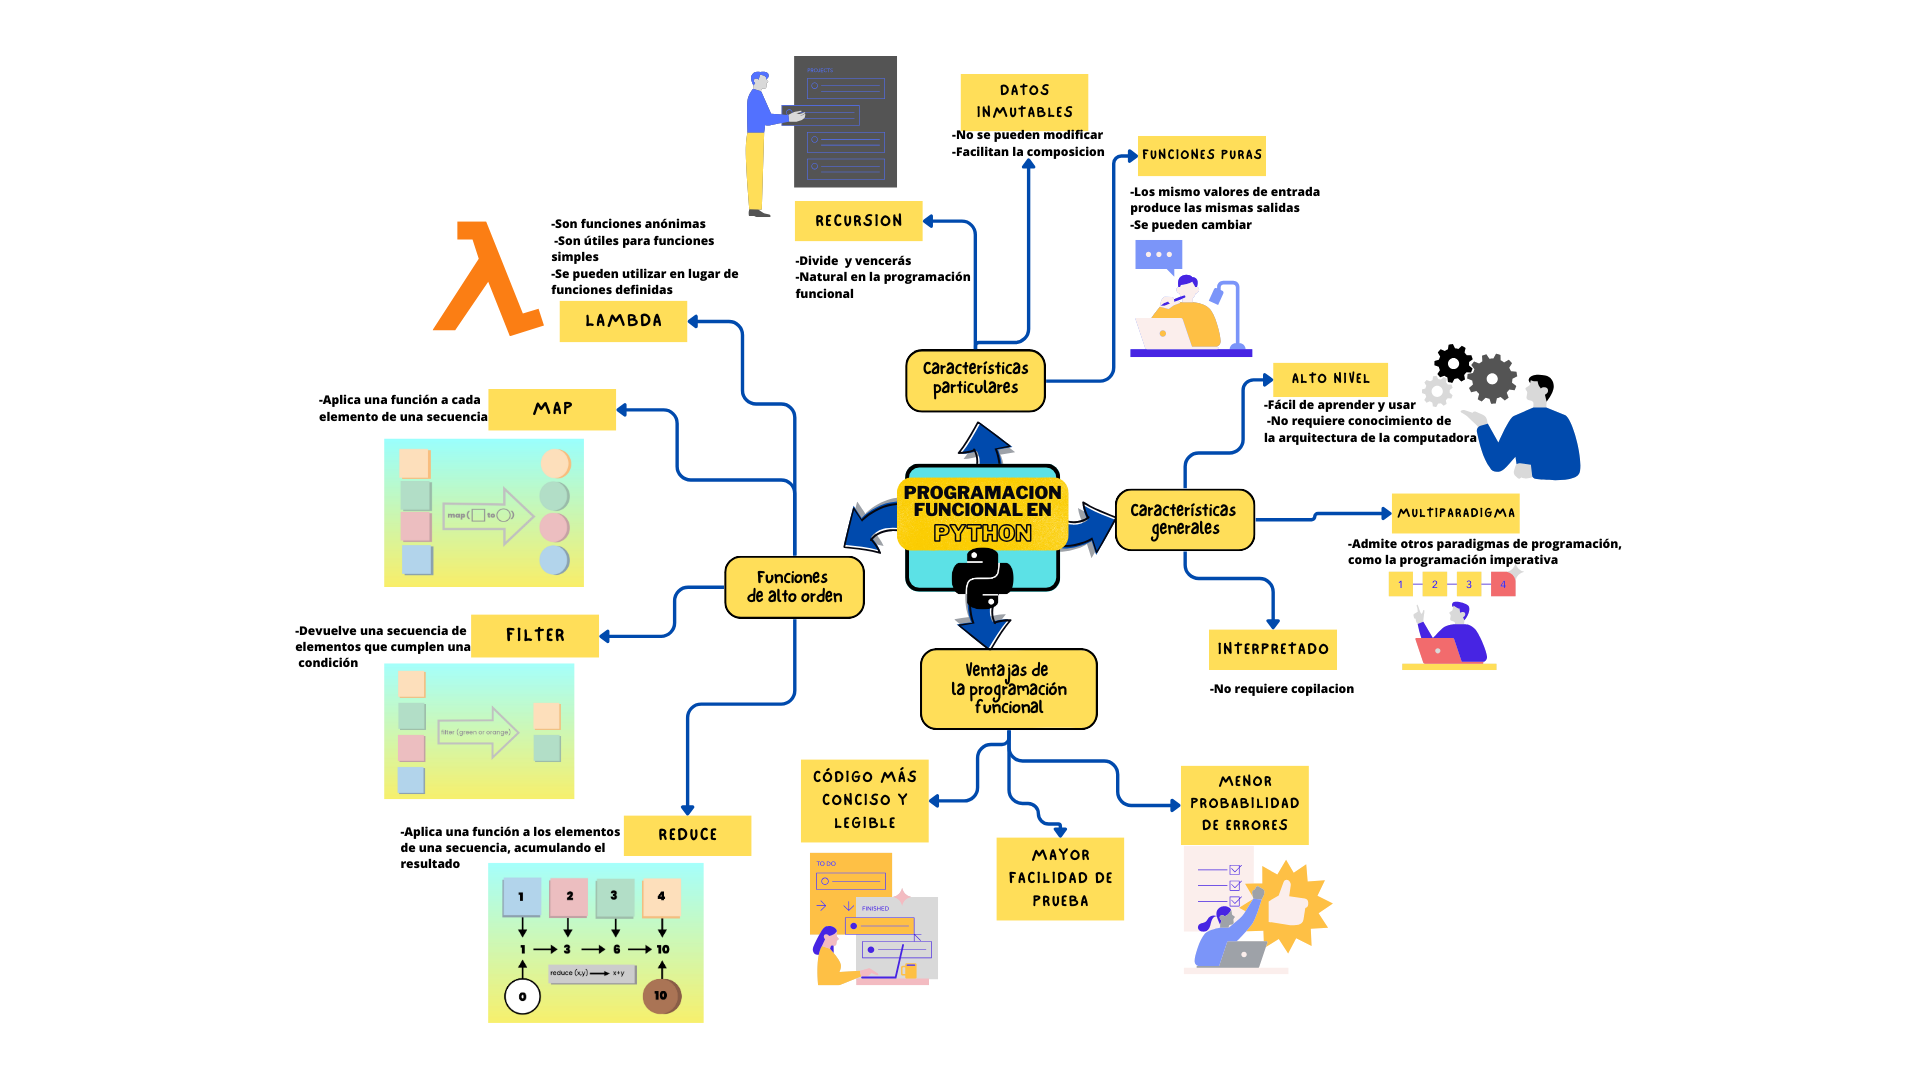 PROGRAMACION
FUNCIONAL EN
PYTHON
Características
particulares
RECURSION
-Divide  y vencerás
-Natural en la programación
funcional
PROJECTS
DATOS
INMUTABLES
-No se pueden modificar
-Facilitan la composicion
FUNCIONES PURAS
-Los mismo valores de entrada
produce las mismas salidas
-Se pueden cambiar
Características
generales
ALTO NIVEL
-Fácil de aprender y usar
-No requiere conocimiento de
la arquitectura de la computadora
MULTIPARADIGMA
-Admite otros paradigmas de programación,
como la programación imperativa
1 2 3 4
INTERPRETADO
-No requiere copilacion
Ventajas de
la programación
funcional
CÓDIGO MÁS
CONCISO Y
LEGIBLE
TO DO
FINISHED
MAYOR
FACILIDAD DE
PRUEBA
MENOR
PROBABILIDAD
DE ERRORES
Funciones
de alto orden
-Son funciones anónimas
-Son útiles para funciones
simples
-Se pueden utilizar en lugar de
funciones definidas
LAMBDA
λ
MAP
-Aplica una función a cada
elemento de una secuencia
map ( to )
FILTER
-Devuelve una secuencia de
elementos que cumplen una
condición
filter (green or orange)
REDUCE
-Aplica una función a los elementos
de una secuencia, acumulando el
resultado
1 2 3 4
1 3 6 10
reduce (x,y) x+y
0 10